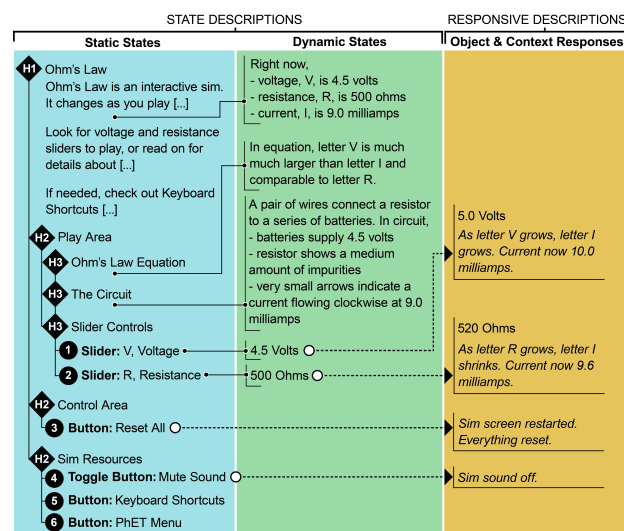 STATE DESCRIPTIONS
RESPONSIVE DESCRIPTIONS
Static States
Dynamic States
Object & Context Responses
H1 Ohm's Law
Ohm's Law is an interactive sim.
It changes as you play [...]
Look for voltage and resistance
sliders to play, or read on for
details about [...]
If needed, check out Keyboard
Shortcuts [...]
H2 Play Area
H3 Ohm's Law Equation
H3 The Circuit
H3 Slider Controls
1 Slider: V, Voltage
2 Slider: R, Resistance
H2 Control Area
3 Button: Reset All
H2 Sim Resources
4 Toggle Button: Mute Sound
5 Button: Keyboard Shortcuts
6 Button: PhET Menu
Right now,
- voltage, V, is 4.5 volts
- resistance, R, is 500 ohms
- current, I, is 9.0 milliamps
In equation, letter V is much
much larger than letter I and
comparable to letter R.
A pair of wires connect a resistor
to a series of batteries. In circuit,
- batteries supply 4.5 volts
- resistor shows a medium
amount of impurities
- very small arrows indicate a
current flowing clockwise at 9.0
milliamps
4.5 Volts
500 Ohms
5.0 Volts
As letter V grows, letter I
grows. Current now 10.0
milliamps.
520 Ohms
As letter R grows, letter I
shrinks. Current now 9.6
milliamps.
Sim screen restarted.
Everything reset.
Sim sound off.